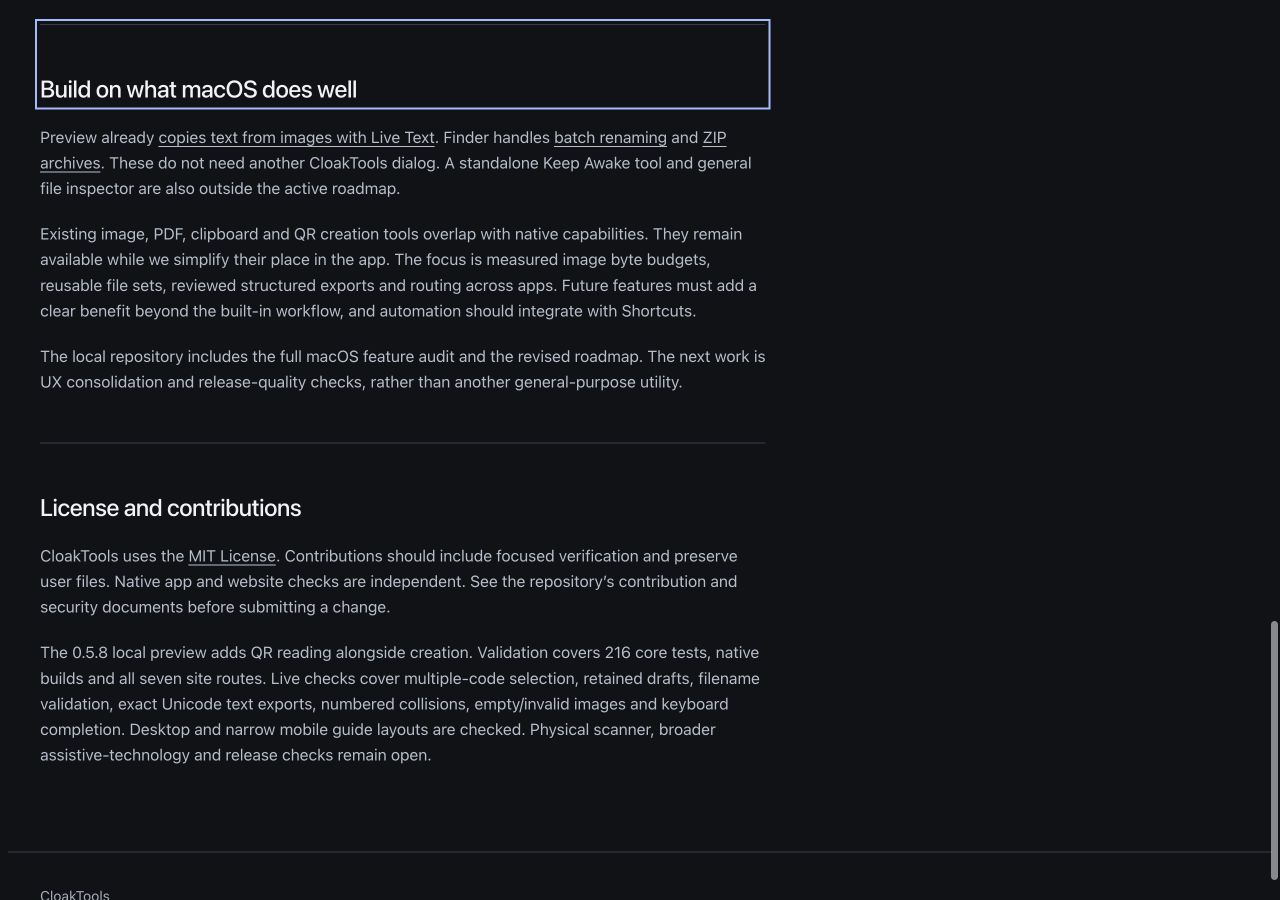 Build on what macOS does well
Preview already copies text from images with Live Text. Finder handles batch renaming and ZIP
archives. These do not need another CloakTools dialog. A standalone Keep Awake tool and general
file inspector are also outside the active roadmap.
Existing image, PDF, clipboard and QR creation tools overlap with native capabilities. They remain
available while we simplify their place in the app. The focus is measured image byte budgets,
reusable file sets, reviewed structured exports and routing across apps. Future features must add a
clear benefit beyond the built-in workflow, and automation should integrate with Shortcuts.
The local repository includes the full macOS feature audit and the revised roadmap. The next work is
UX consolidation and release-quality checks, rather than another general-purpose utility.
License and contributions
CloakTools uses the MIT License. Contributions should include focused verification and preserve
user files. Native app and website checks are independent. See the repository’s contribution and
security documents before submitting a change.
The 0.5.8 local preview adds QR reading alongside creation. Validation covers 216 core tests, native
builds and all seven site routes. Live checks cover multiple-code selection, retained drafts, filename
validation, exact Unicode text exports, numbered collisions, empty/invalid images and keyboard
completion. Desktop and narrow mobile guide layouts are checked. Physical scanner, broader
assistive-technology and release checks remain open.
CloakTools